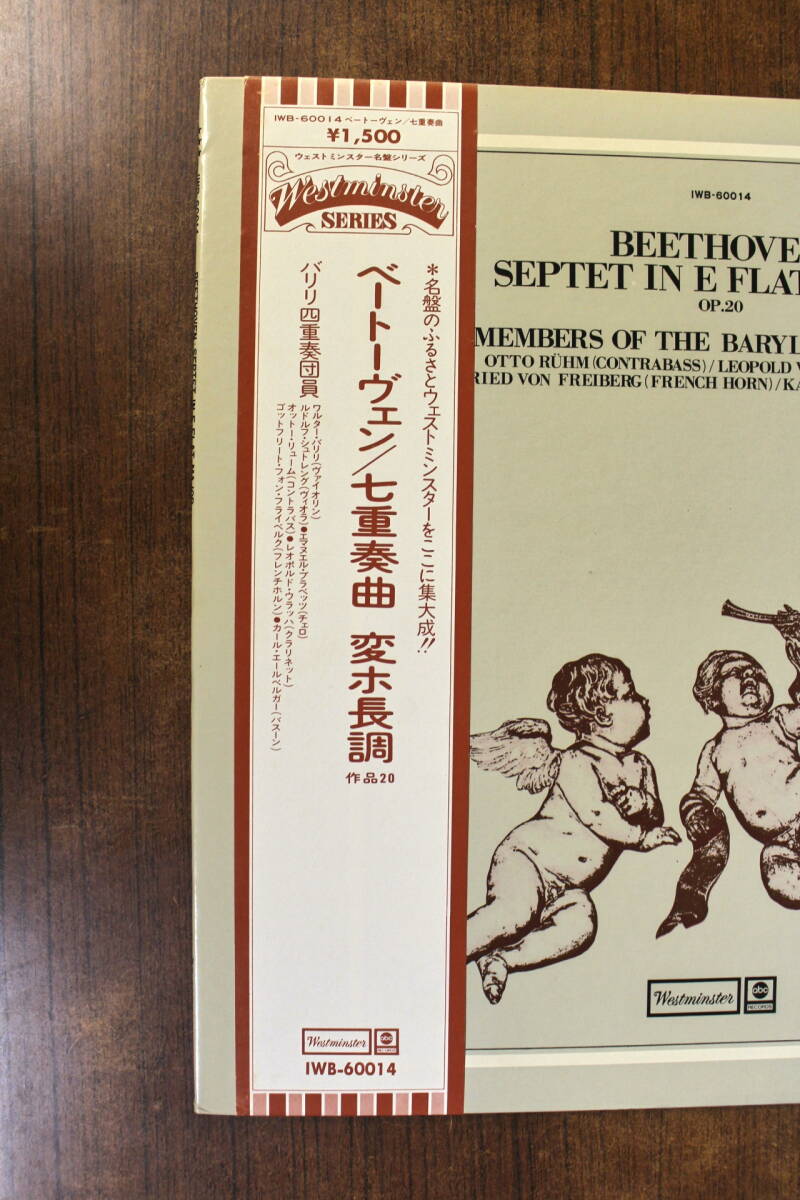 IWB-60014 ベートーヴェン/七重奏曲
¥1,500
ウェストミンスター名盤シリーズ
Westminster
SERIES
＊名盤のふるさとウェストミンスターをここに集大成!!
ベートーヴェン/七重奏曲 変ホ長調
作品20
バリリ四重奏団員
ワルター・バリリ(ヴァイオリン)
ルドルフ・シュトレング(ヴィオラ)●エマヌエル・ブラベッツ(チェロ)
オットー・リューム(コントラバス)●レオポルド・ウラッハ(クラリネット)
ゴットフリート・フォン・フライベルク(フレンチホルン)●カール・エールベルガー(バスーン)
Westminster
abc
RECORDS
IWB-60014
IWB-60014
BEETHOVE
SEPTET IN E FLAT
OP.20
MEMBERS OF THE BARYL
OTTO RÜHM (CONTRABASS) / LEOPOLD
RIED VON FREIBERG (FRENCH HORN) / KA
Westminster
abc
RECORDS